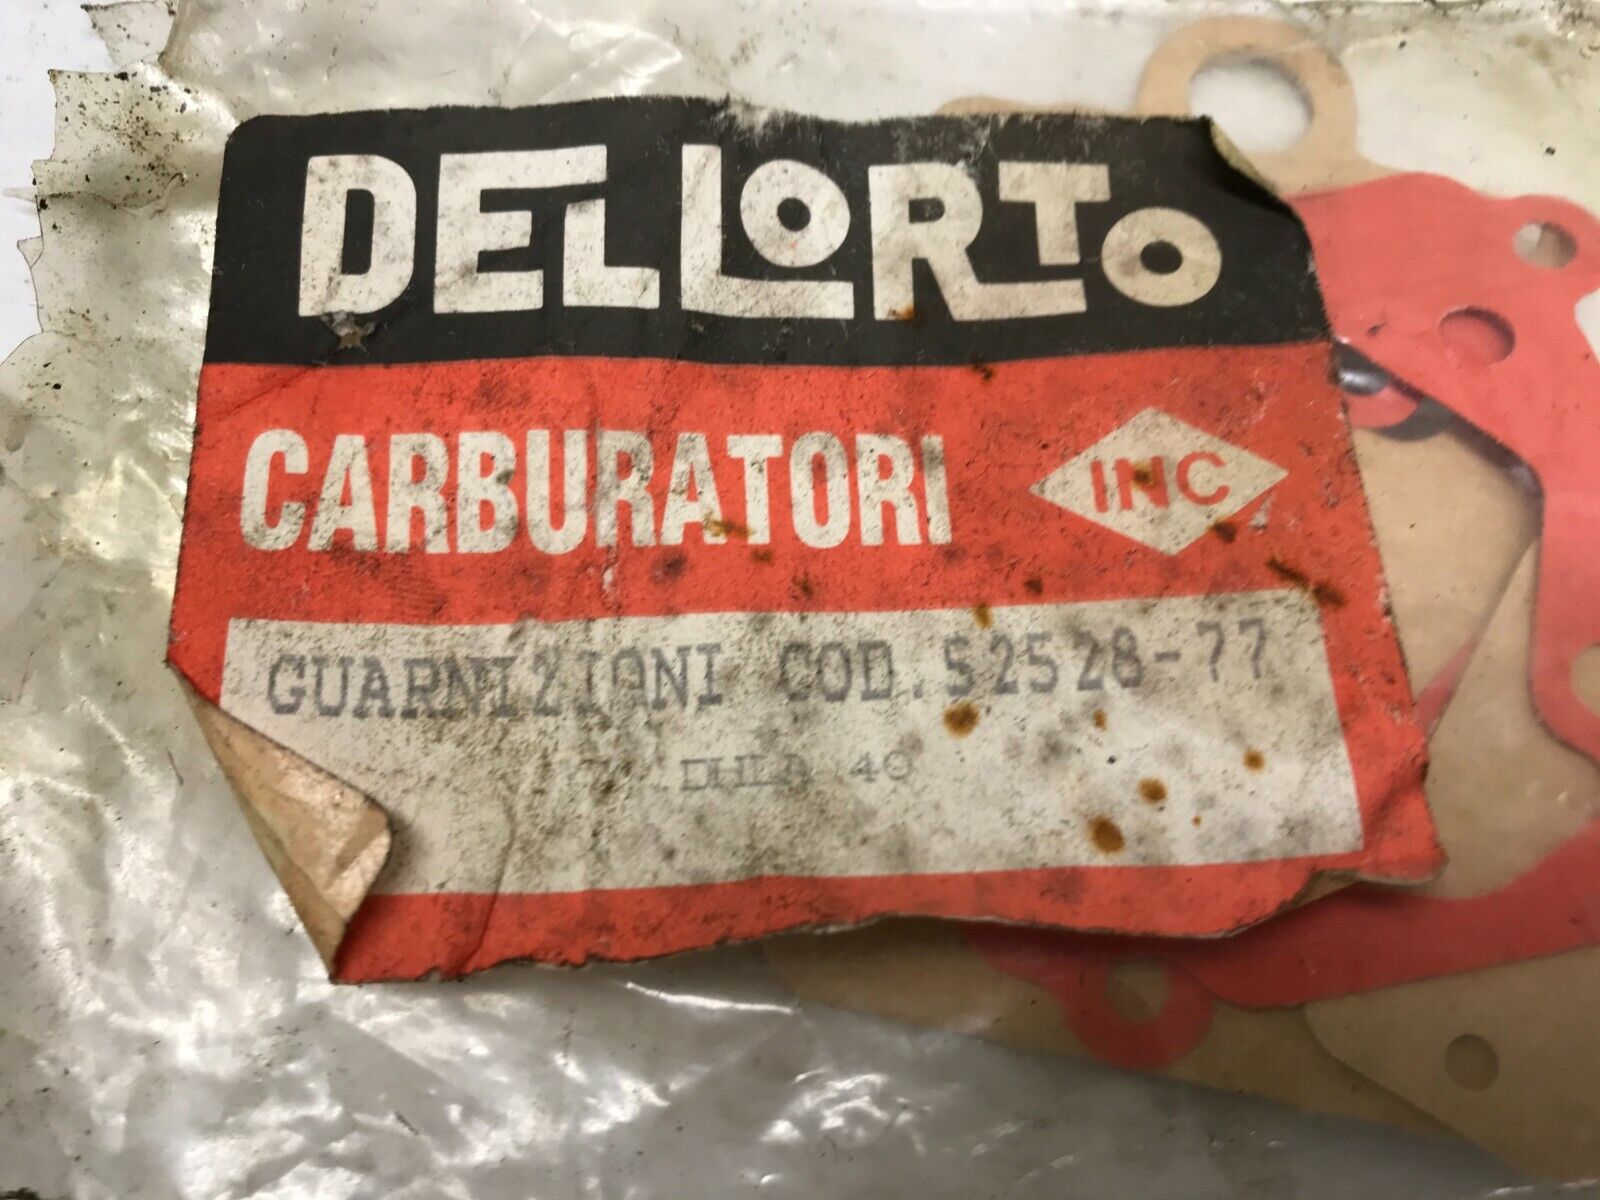 DELLORTO
CARBURATORI INC
GUARNIZIONI COD. 52528-77
DHLA 40